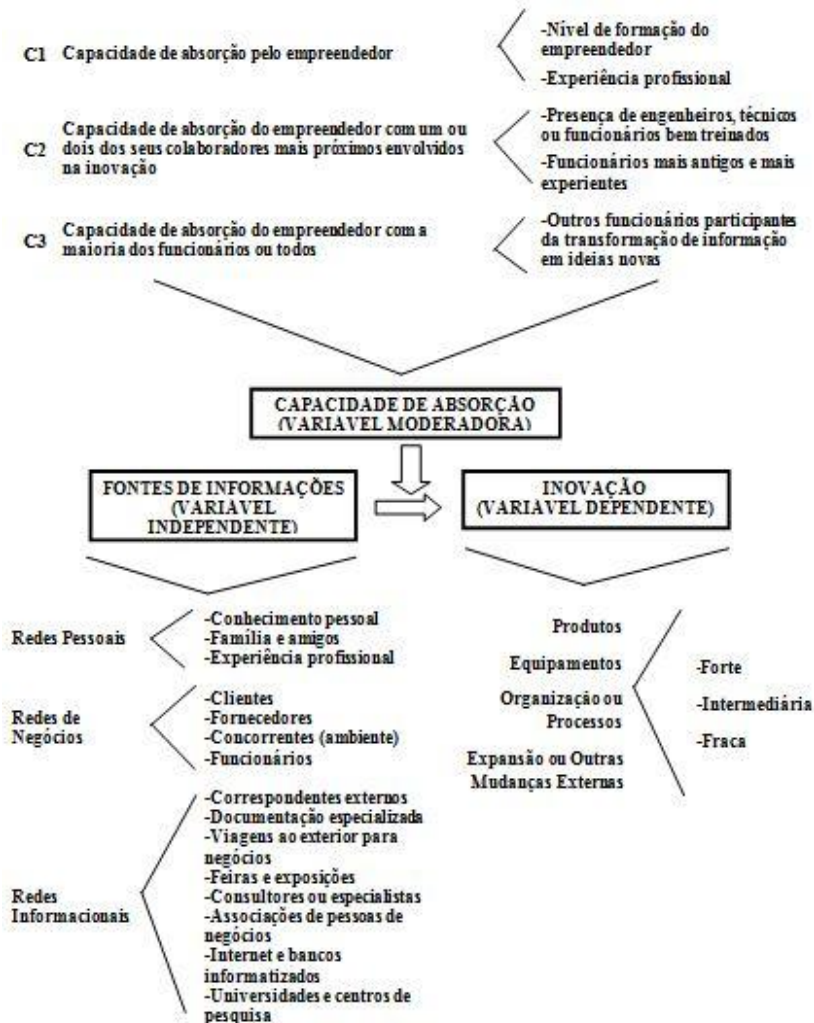 C1 Capacidade de absorção pelo empreendedor
-Nível de formação do
empreendedor
-Experiência profissional
C2 Capacidade de absorção do empreendedor com um ou
dois dos seus colaboradores mais próximos envolvidos
na inovação
-Presença de engenheiros, técnicos
ou funcionários bem treinados
-Funcionários mais antigos e mais
experientes
C3 Capacidade de absorção do empreendedor com a
maioria dos funcionários ou todos
-Outros funcionários participantes
da transformação de informação
em ideias novas
CAPACIDADE DE ABSORÇÃO
(VARIÁVEL MODERADORA)
FONTES DE INFORMAÇÕES
(VARIÁVEL
INDEPENDENTE)
INOVAÇÃO
(VARIÁVEL DEPENDENTE)
Redes Pessoais
-Conhecimento pessoal
-Família e amigos
-Experiência profissional
Redes de
Negócios
-Clientes
-Fornecedores
-Concorrentes (ambiente)
-Funcionários
Redes
Informacionais
-Correspondentes externos
-Documentação especializada
-Viagens ao exterior para
negócios
-Feiras e exposições
-Consultores ou especialistas
-Associações de pessoas de
negócios
-Internet e bancos
informatizados
-Universidades e centros de
pesquisa
Produtos
Equipamentos
Organização ou
Processos
Expansão ou Outras
Mudanças Externas
-Forte
-Intermediária
-Fraca